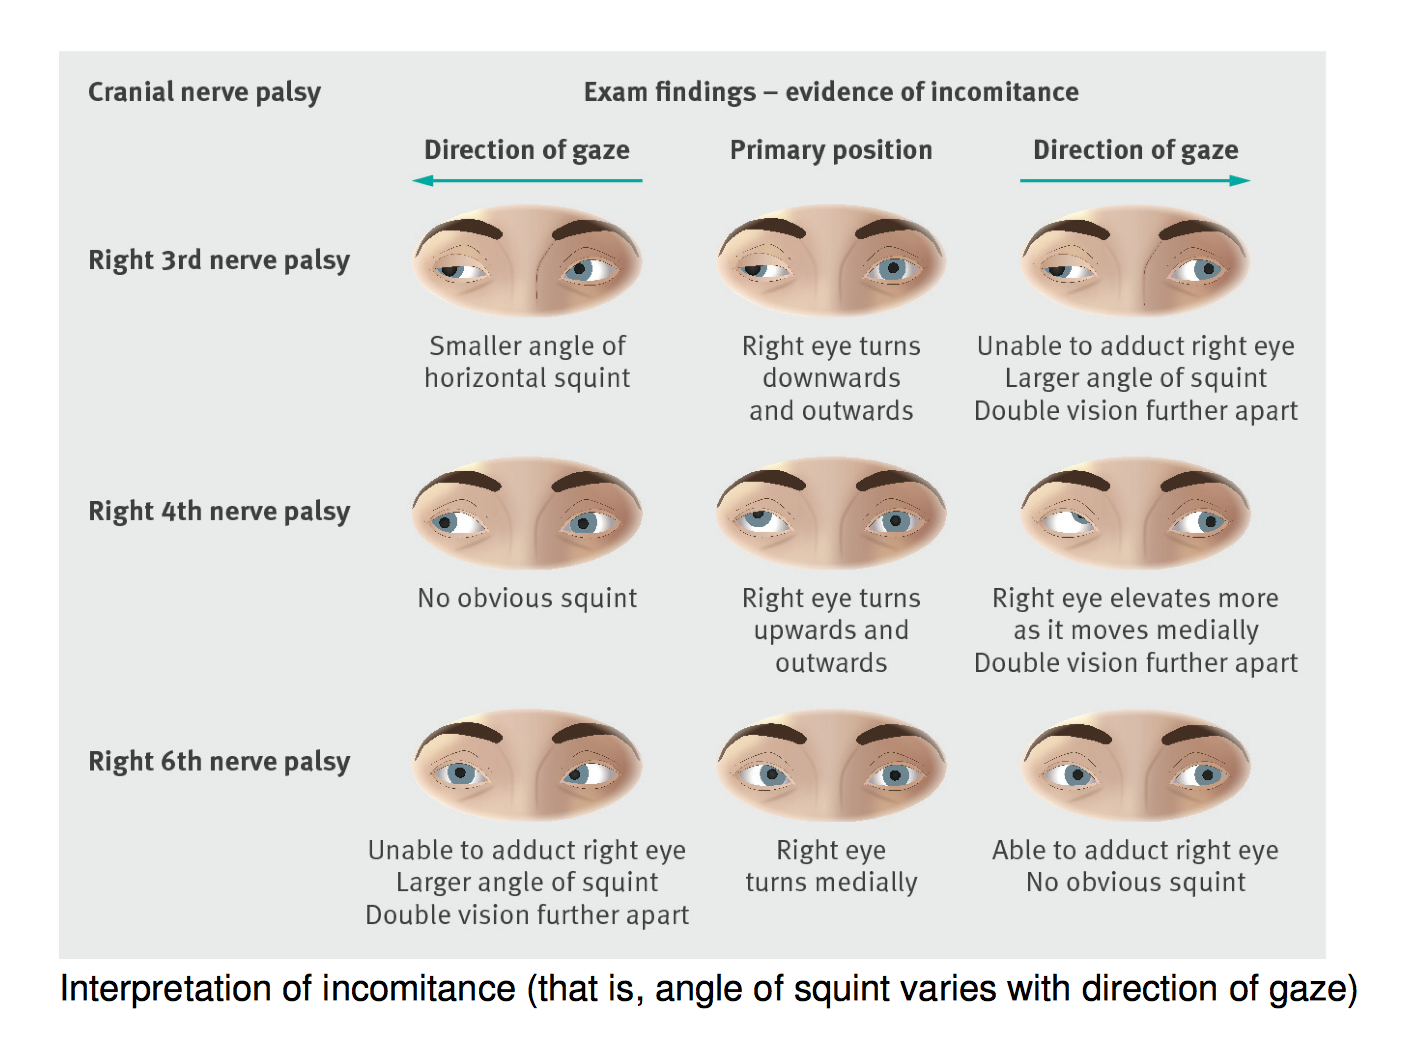 Cranial nerve palsy
Exam findings – evidence of incomitance
Direction of gaze
Primary position
Direction of gaze
Right 3rd nerve palsy
Smaller angle of
horizontal squint
Right eye turns
downwards
and outwards
Unable to adduct right eye
Larger angle of squint
Double vision further apart
Right 4th nerve palsy
No obvious squint
Right eye turns
upwards and
outwards
Right eye elevates more
as it moves medially
Double vision further apart
Right 6th nerve palsy
Unable to adduct right eye
Larger angle of squint
Double vision further apart
Right eye
turns medially
Able to adduct right eye
No obvious squint
Interpretation of incomitance (that is, angle of squint varies with direction of gaze)